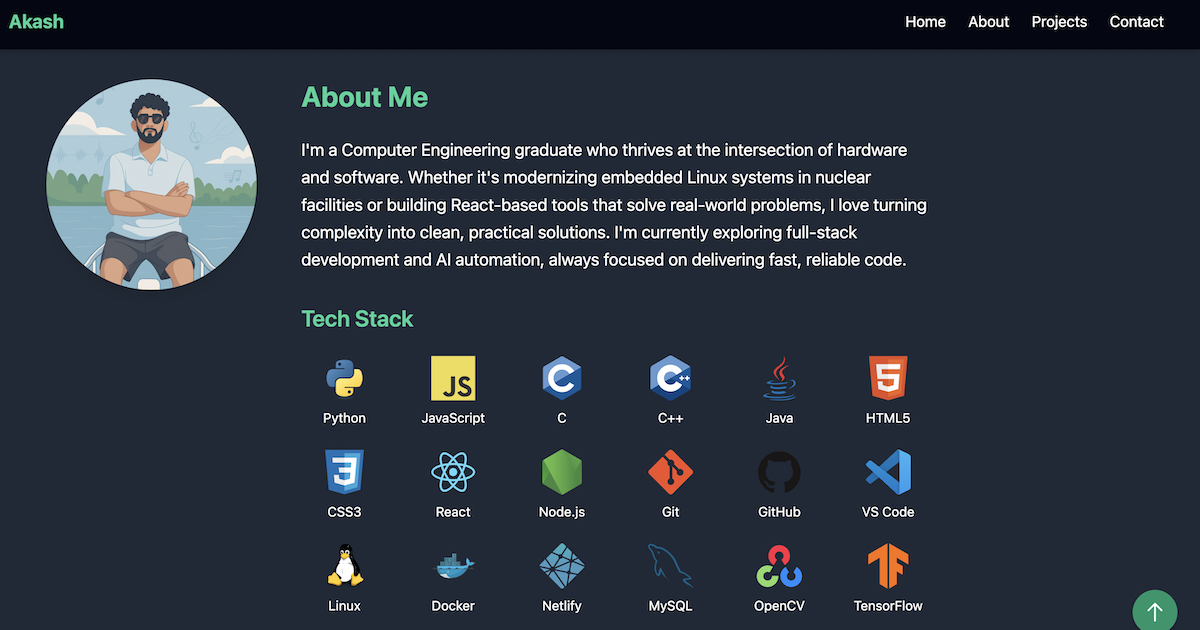 Akash
Home About Projects Contact
About Me
I'm a Computer Engineering graduate who thrives at the intersection of hardware
and software. Whether it's modernizing embedded Linux systems in nuclear
facilities or building React-based tools that solve real-world problems, I love turning
complexity into clean, practical solutions. I'm currently exploring full-stack
development and AI automation, always focused on delivering fast, reliable code.
Tech Stack
JS C C++ 5
Python JavaScript C C++ Java HTML5
3
CSS3 React Node.js Git GitHub VS Code
Linux Docker Netlify MySQL OpenCV TensorFlow